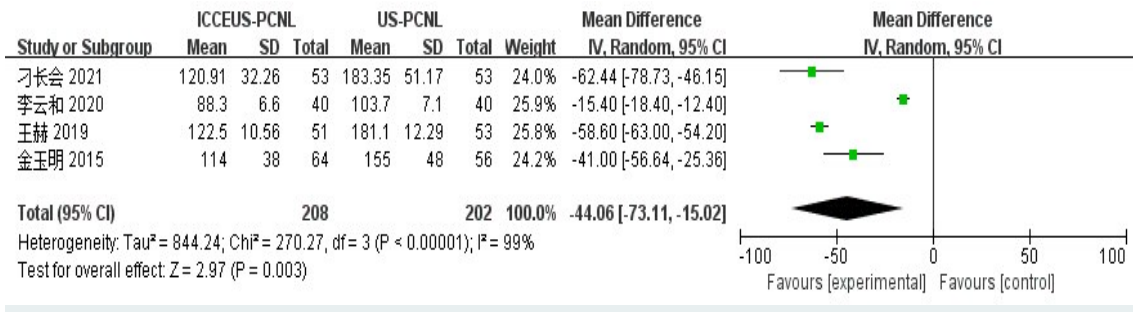 ICCEUS-PCNL US-PCNL Mean Difference Mean Difference
Study or Subgroup Mean SD Total Mean SD Total Weight IV, Random, 95% CI IV, Random, 95% CI
刁长会 2021 120.91 32.26 53 183.35 51.17 53 24.0% -62.44 [-78.73, -46.15]
李云和 2020 88.3 6.6 40 103.7 7.1 40 25.9% -15.40 [-18.40, -12.40]
王赫 2019 122.5 10.56 51 181.1 12.29 53 25.8% -58.60 [-63.00, -54.20]
金玉明 2015 114 38 64 155 48 56 24.2% -41.00 [-56.64, -25.36]
Total (95% CI) 208 202 100.0% -44.06 [-73.11, -15.02]
Heterogeneity: Tau² = 844.24; Chi² = 270.27, df = 3 (P < 0.00001); I² = 99%
Test for overall effect: Z = 2.97 (P = 0.003)
-100 -50 0 50 100
Favours [experimental] Favours [control]